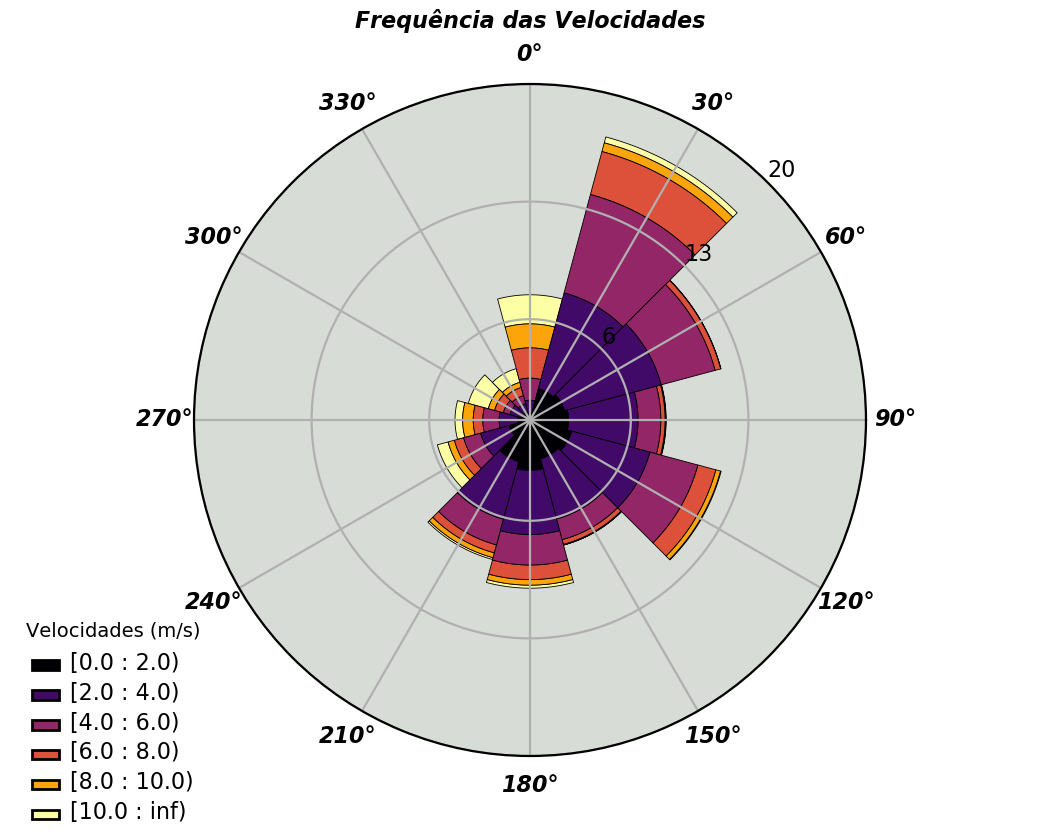 Frequência das Velocidades
0°
330°
30°
20
300°
60°
13
6
270°
90°
240°
120°
210°
150°
180°
Velocidades (m/s)
[0.0 : 2.0)
[2.0 : 4.0)
[4.0 : 6.0)
[6.0 : 8.0)
[8.0 : 10.0)
[10.0 : inf)